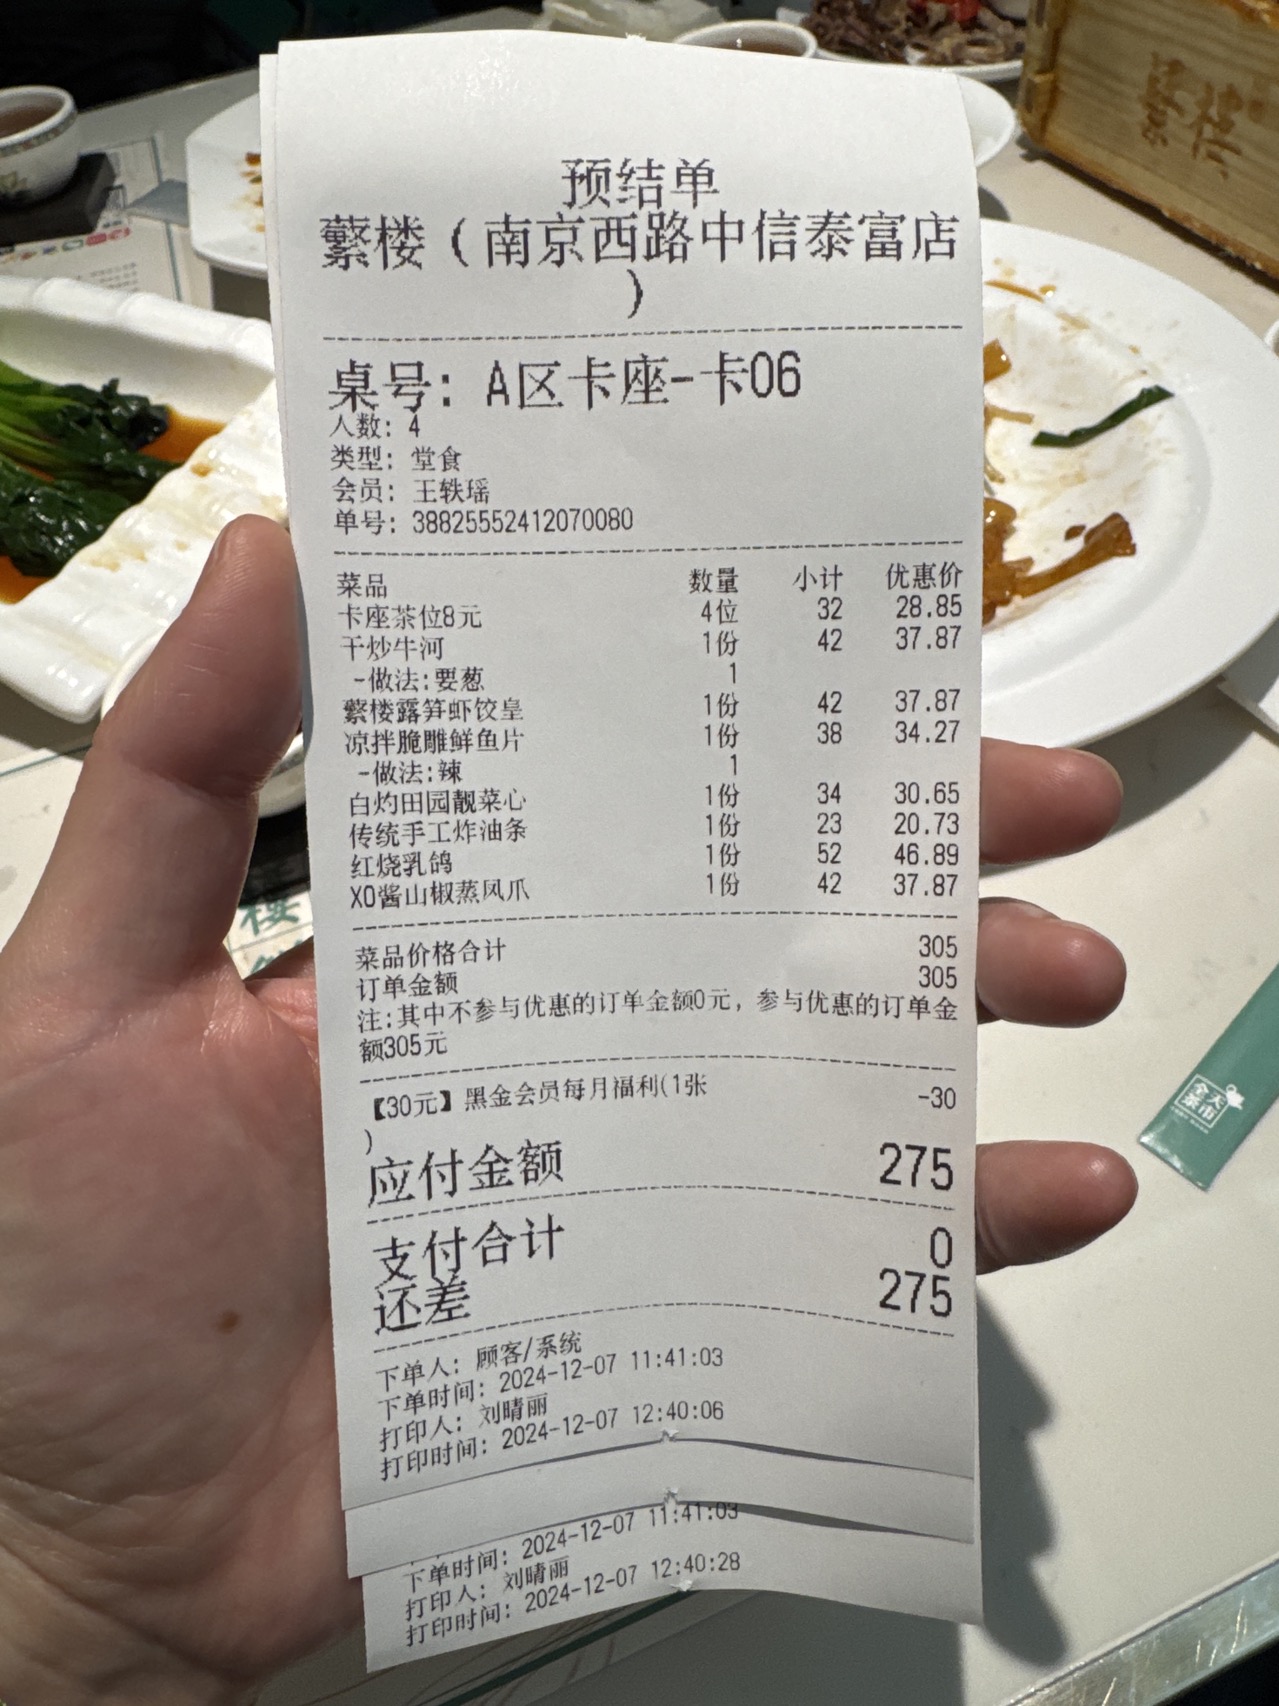 预结单
蘩楼（南京西路中信泰富店
）
桌号: A区卡座-卡06
人数: 4
类型: 堂食
会员: 王轶瑶
单号: 38825552412070080
菜品 数量 小计 优惠价
卡座茶位8元 4位 32 28.85
干炒牛河 1份 42 37.87
-做法:要葱 1
蘩楼露笋虾饺皇 1份 42 37.87
凉拌脆雕鲜鱼片 1份 38 34.27
-做法:辣 1
白灼田园靓菜心 1份 34 30.65
传统手工炸油条 1份 23 20.73
红烧乳鸽 1份 52 46.89
XO酱山椒蒸凤爪 1份 42 37.87
菜品价格合计 305
订单金额 305
注:其中不参与优惠的订单金额0元，参与优惠的订单金
额305元
【30元】黑金会员每月福利(1张 -30
)
应付金额 275
支付合计 0
还差 275
下单人: 顾客/系统
下单时间: 2024-12-07 11:41:03
打印人: 刘晴丽
打印时间: 2024-12-07 12:40:06
下单时间: 2024-12-07 11:41:03
打印人: 刘晴丽
打印时间: 2024-12-07 12:40:28
蘩楼
楼
全天
茶市